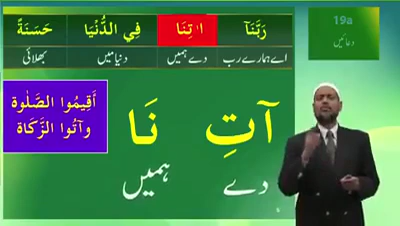 رَبَّنَآ اٰتِنَا فِي الدُّنْيَا حَسَنَةً
اے ہمارے رب دے ہمیں دنیا میں بھلائی
19a
دعائیں
أَقِيمُوا الصَّلٰوةَ
وَآتُوا الزَّكَاةَ
آتِ نَا
دے ہمیں